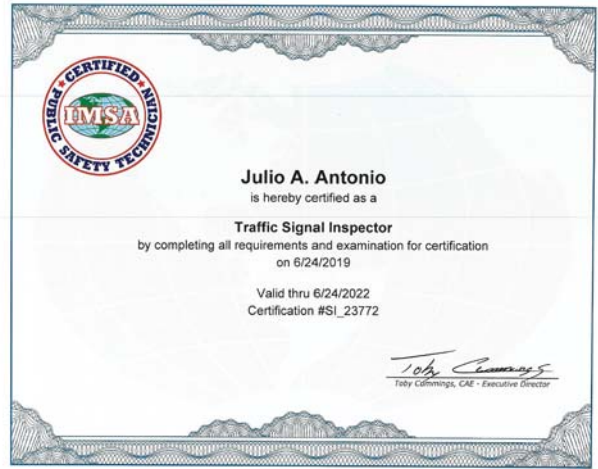 CERTIFIED
IMSA
PUBLIC SAFETY TECHNICIAN
Julio A. Antonio
is hereby certified as a
Traffic Signal Inspector
by completing all requirements and examination for certification
on 6/24/2019
Valid thru 6/24/2022
Certification #SI_23772
Toby Cummings
Toby Cummings, CAE - Executive Director